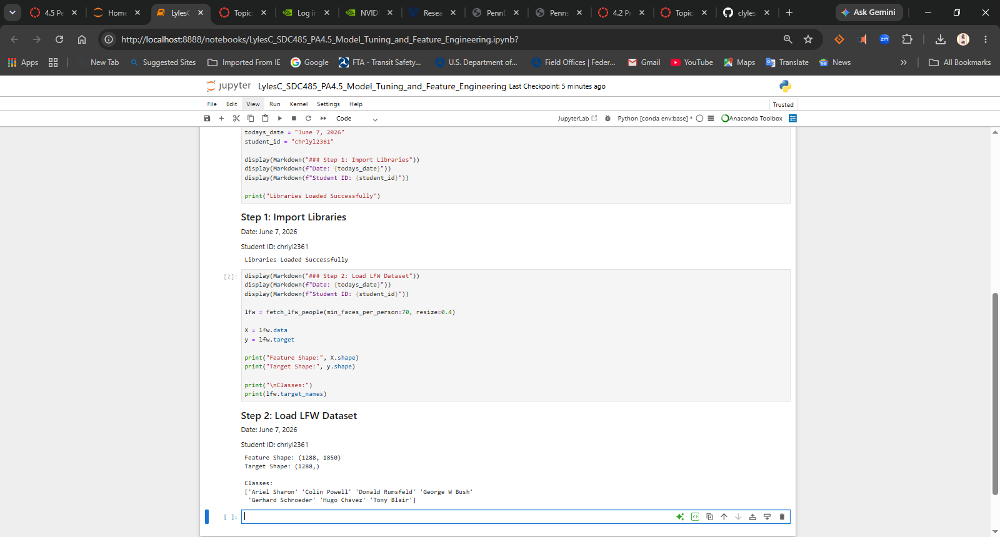 4.5 Pe
Home
LylesC
Topic:
Log in
NVIDI
Resea
PennD
Penns
4.2 Pr
Topic:
clyles
Ask Gemini
http://localhost:8888/notebooks/LylesC_SDC485_PA4.5_Model_Tuning_and_Feature_Engineering.ipynb?
zm
Apps
New Tab
Suggested Sites
Imported From IE
Google
FTA - Transit Safety...
U.S. Department of...
Field Offices | Feder...
Gmail
YouTube
Maps
Translate
News
»
All Bookmarks
jupyter LylesC_SDC485_PA4.5_Model_Tuning_and_Feature_Engineering Last Checkpoint: 5 minutes ago
File Edit View Run Kernel Settings Help
Trusted
Code
JupyterLab
Python [conda env:base] *
Anaconda Toolbox
todays_date = "June 7, 2026"
student_id = "chrlyl2361"
display(Markdown("### Step 1: Import Libraries"))
display(Markdown(f"Date: {todays_date}"))
display(Markdown(f"Student ID: {student_id}"))
print("Libraries Loaded Successfully")
Step 1: Import Libraries
Date: June 7, 2026
Student ID: chrlyl2361
Libraries Loaded Successfully
[2]:
display(Markdown("### Step 2: Load LFW Dataset"))
display(Markdown(f"Date: {todays_date}"))
display(Markdown(f"Student ID: {student_id}"))
lfw = fetch_lfw_people(min_faces_per_person=70, resize=0.4)
X = lfw.data
y = lfw.target
print("Feature Shape:", X.shape)
print("Target Shape:", y.shape)
print("\nClasses:")
print(lfw.target_names)
Step 2: Load LFW Dataset
Date: June 7, 2026
Student ID: chrlyl2361
Feature Shape: (1288, 1850)
Target Shape: (1288,)
Classes:
['Ariel Sharon' 'Colin Powell' 'Donald Rumsfeld' 'George W Bush'
'Gerhard Schroeder' 'Hugo Chavez' 'Tony Blair']
[ ]: